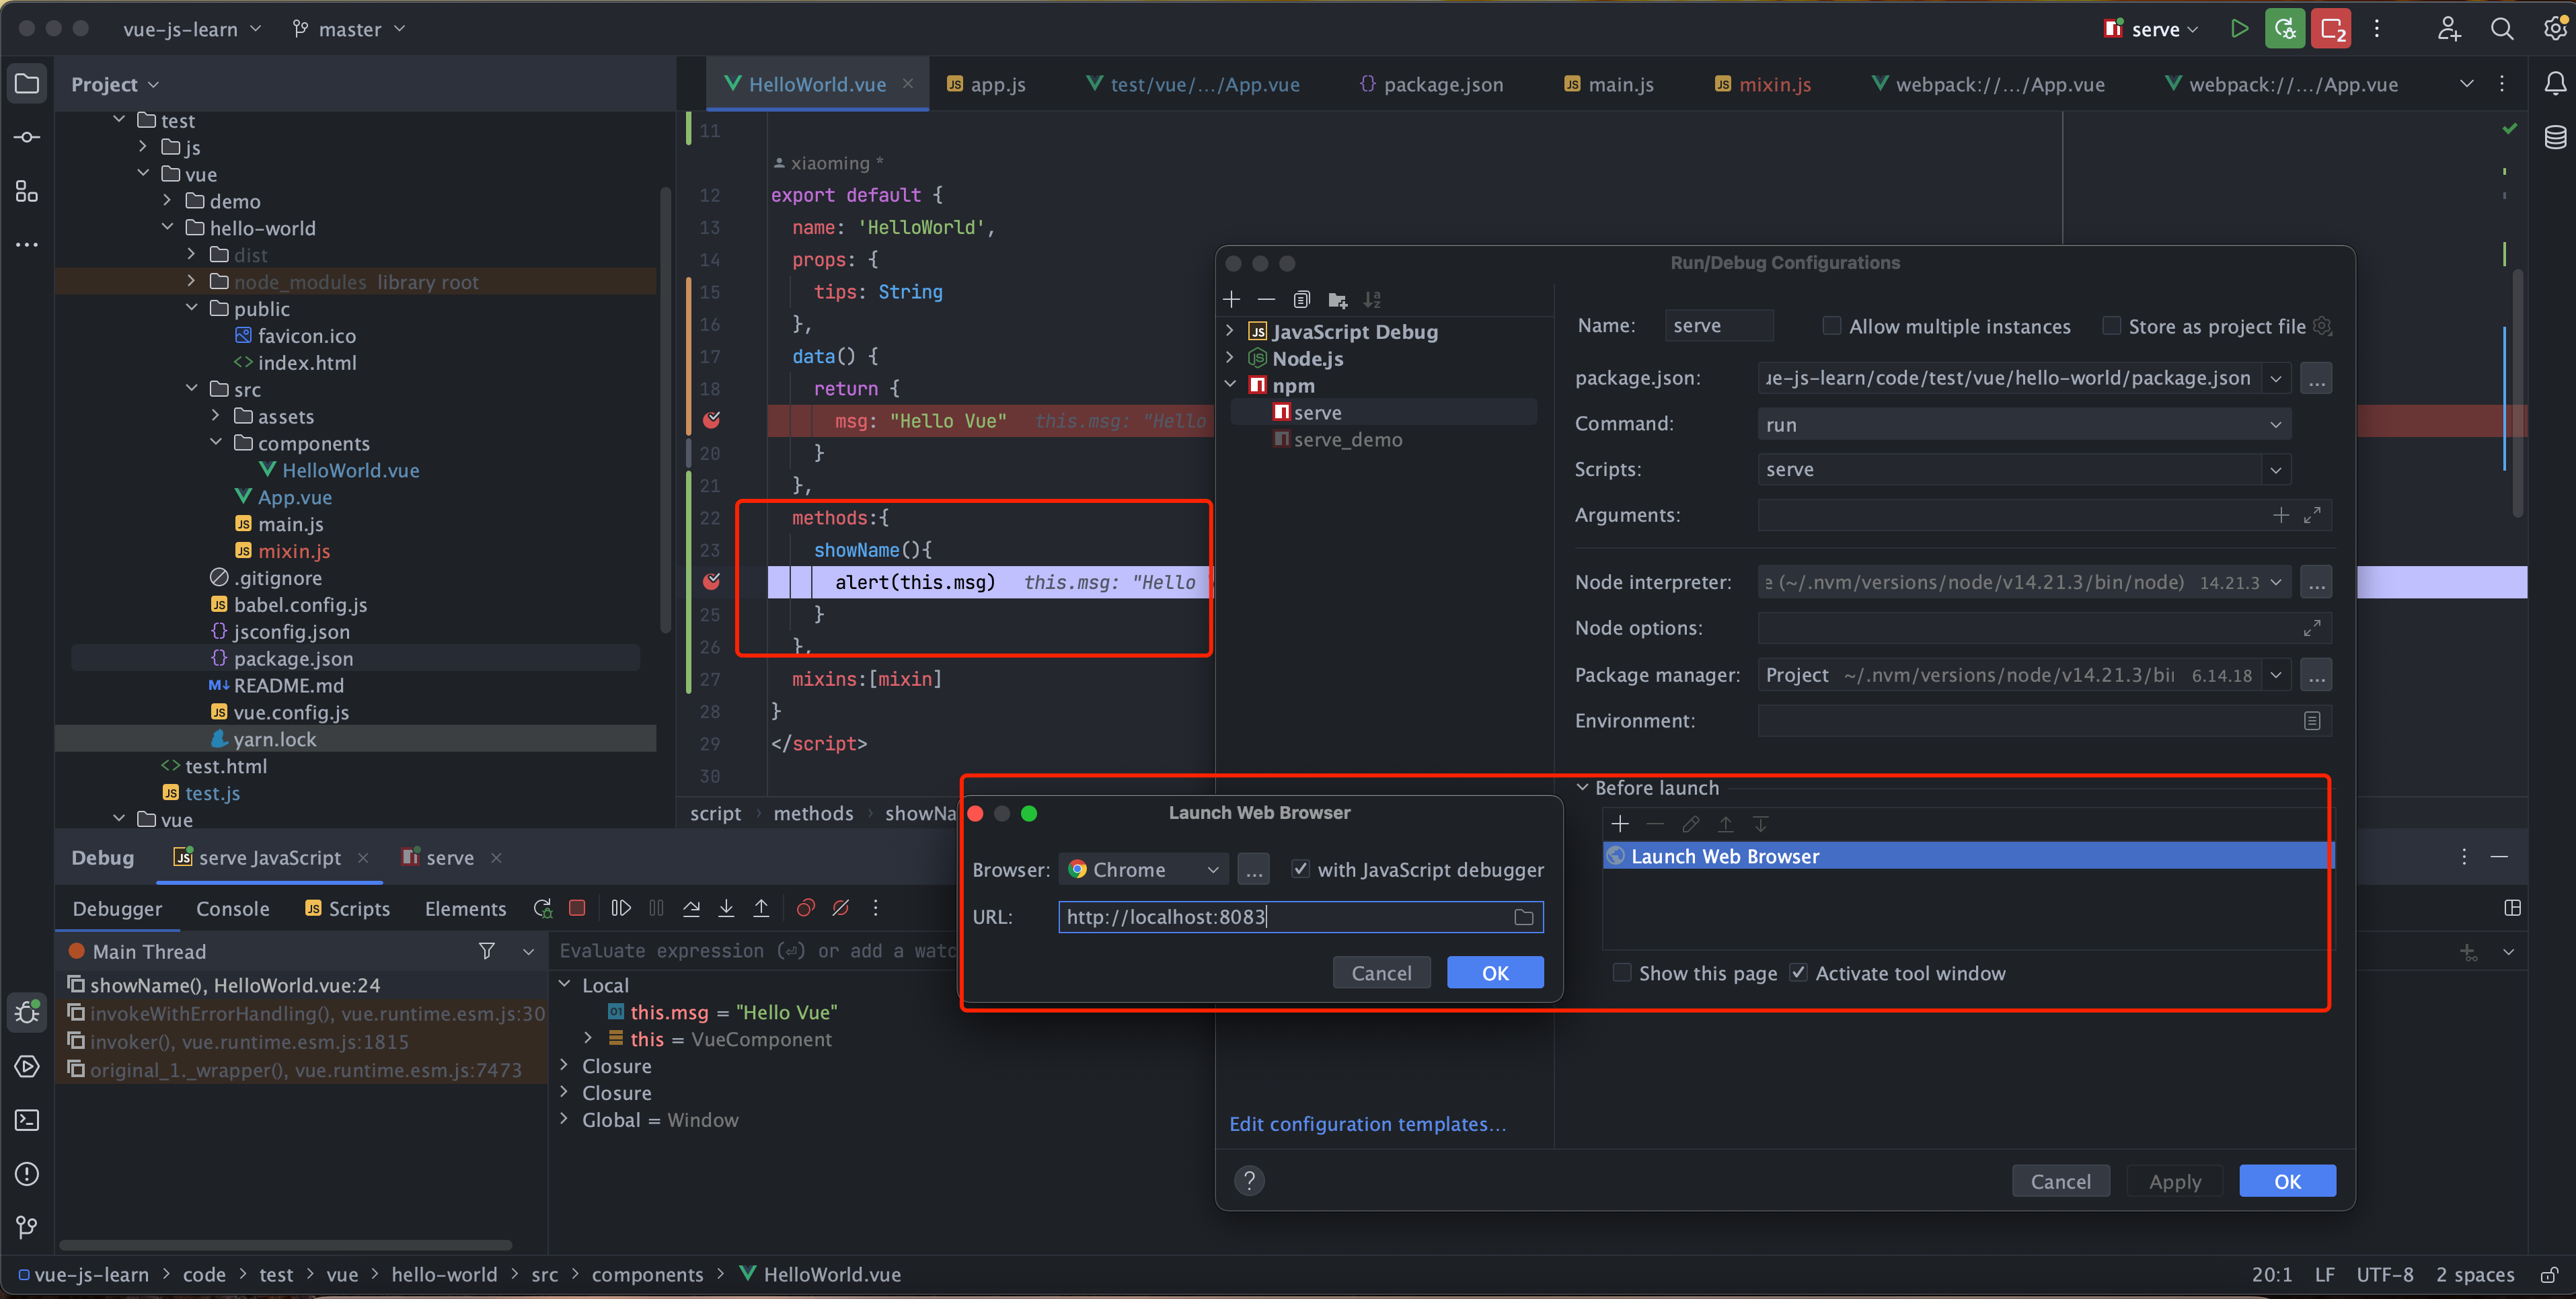 vue-js-learn
master
serve
2
Project
HelloWorld.vue
app.js
test/vue/.../App.vue
package.json
main.js
mixin.js
webpack://.../App.vue
webpack://.../App.vue
test
js
vue
demo
hello-world
dist
node_modules library root
public
favicon.ico
index.html
src
assets
components
HelloWorld.vue
App.vue
main.js
mixin.js
.gitignore
babel.config.js
jsconfig.json
package.json
README.md
vue.config.js
yarn.lock
test.html
test.js
vue
11
xiaoming *
12 export default {
13 name: 'HelloWorld',
14 props: {
15 tips: String
16 },
17 data() {
18 return {
msg: "Hello Vue" this.msg: "Hello
20 }
21 },
22 methods:{
23 showName(){
alert(this.msg) this.msg: "Hello
25 }
26 },
27 mixins:[mixin]
28 }
29 </script>
30
script
methods
Run/Debug Configurations
JavaScript Debug
Node.js
npm
serve
serve_demo
Edit configuration templates...
Name: serve
Allow multiple instances
Store as project file
package.json: ue-js-learn/code/test/vue/hello-world/package.json
Command: run
Scripts: serve
Arguments:
Node interpreter: e (~/.nvm/versions/node/v14.21.3/bin/node) 14.21.3
Node options:
Package manager: Project ~/.nvm/versions/node/v14.21.3/bin 6.14.18
Environment:
Before launch
Launch Web Browser
Show this page
Activate tool window
?
Cancel
Apply
OK
Launch Web Browser
Browser: Chrome ... with JavaScript debugger
URL: http://localhost:8083
Cancel
OK
Debug
serve JavaScript
serve
Debugger
Console
Scripts
Elements
Main Thread
showName(), HelloWorld.vue:24
invokeWithErrorHandling(), vue.runtime.esm.js:30
invoker(), vue.runtime.esm.js:1815
original_1._wrapper(), vue.runtime.esm.js:7473
Evaluate expression (⏎) or add a watc
Local
this.msg = "Hello Vue"
this = VueComponent
Closure
Closure
Global = Window
vue-js-learn > code > test > vue > hello-world > src > components > HelloWorld.vue
20:1 LF UTF-8 2 spaces